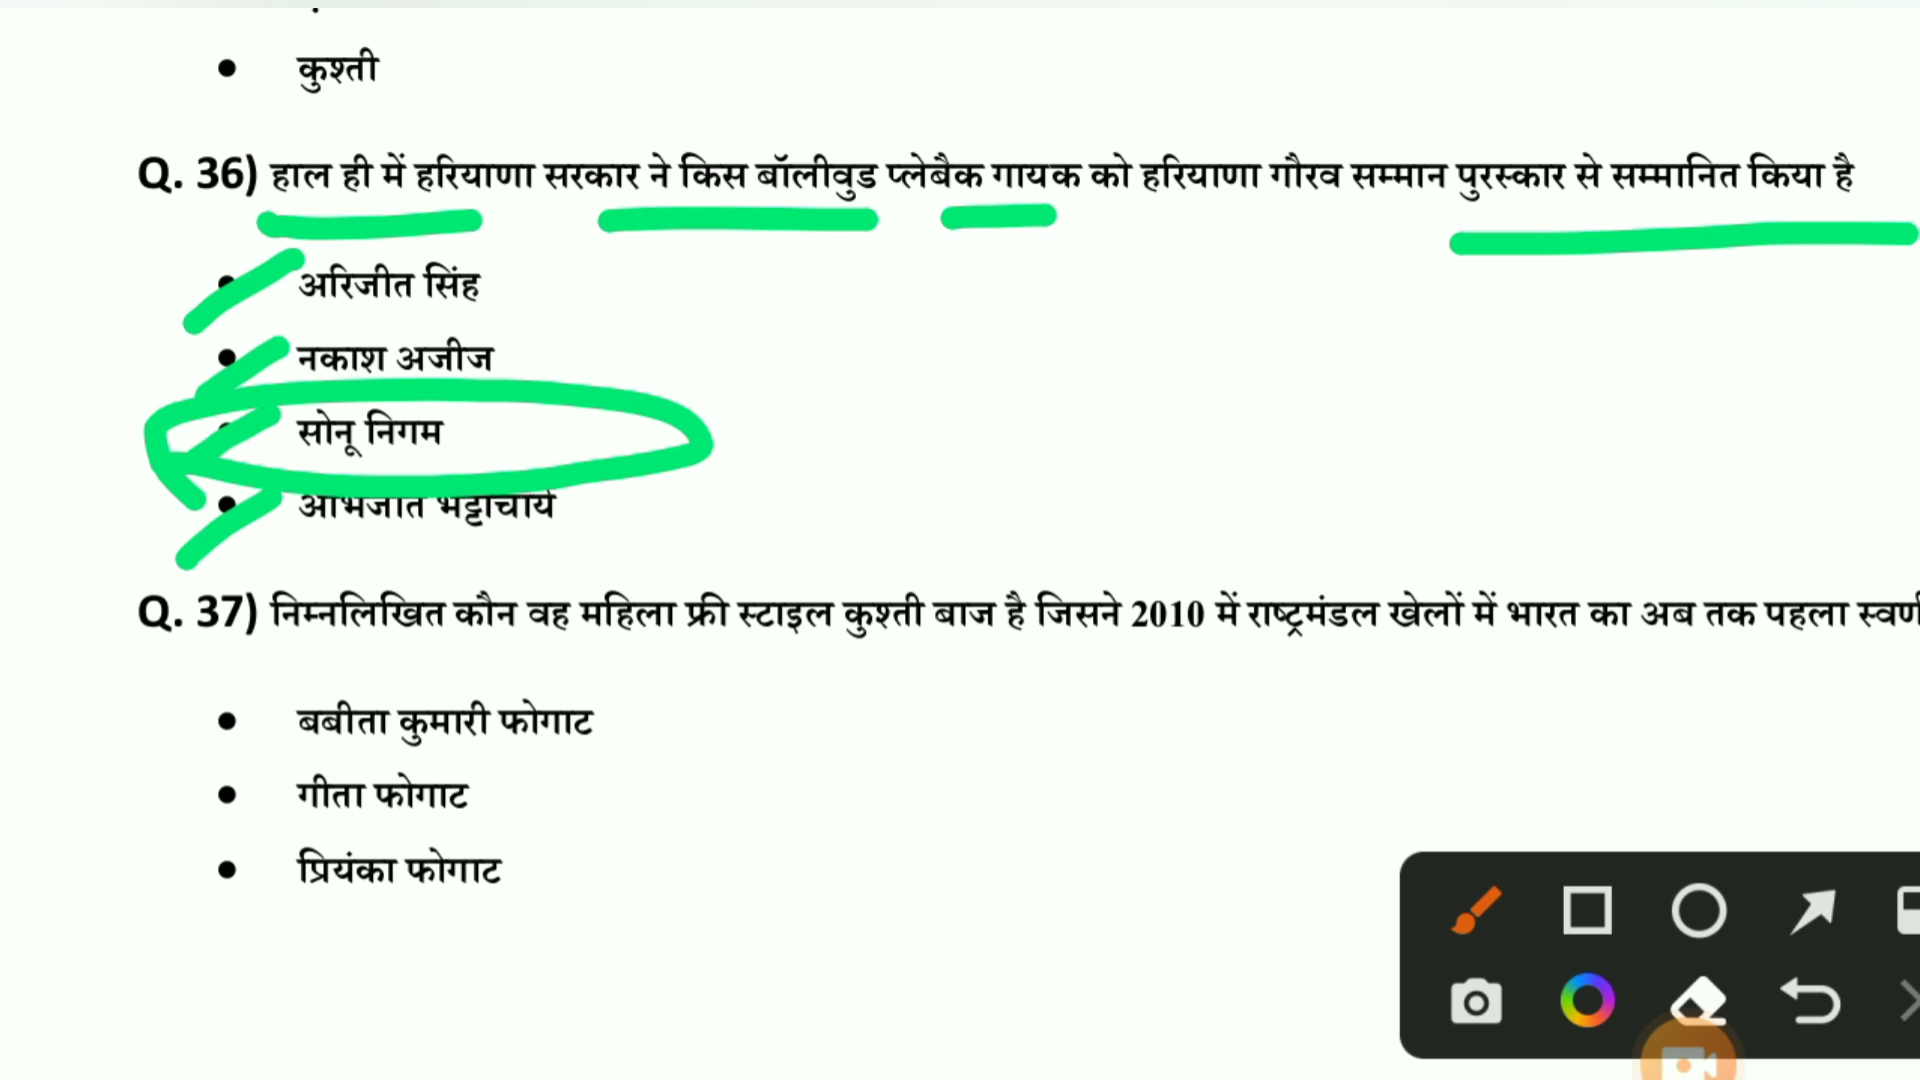 कुश्ती
Q. 36) हाल ही में हरियाणा सरकार ने किस बॉलीवुड प्लेबैक गायक को हरियाणा गौरव सम्मान पुरस्कार से सम्मानित किया है
अरिजीत सिंह
नकाश अजीज
सोनू निगम
अभिजीत भट्टाचार्य
Q. 37) निम्नलिखित कौन वह महिला फ्री स्टाइल कुश्ती बाज है जिसने 2010 में राष्ट्रमंडल खेलों में भारत का अब तक पहला
बबीता कुमारी फोगाट
गीता फोगाट
प्रियंका फोगाट